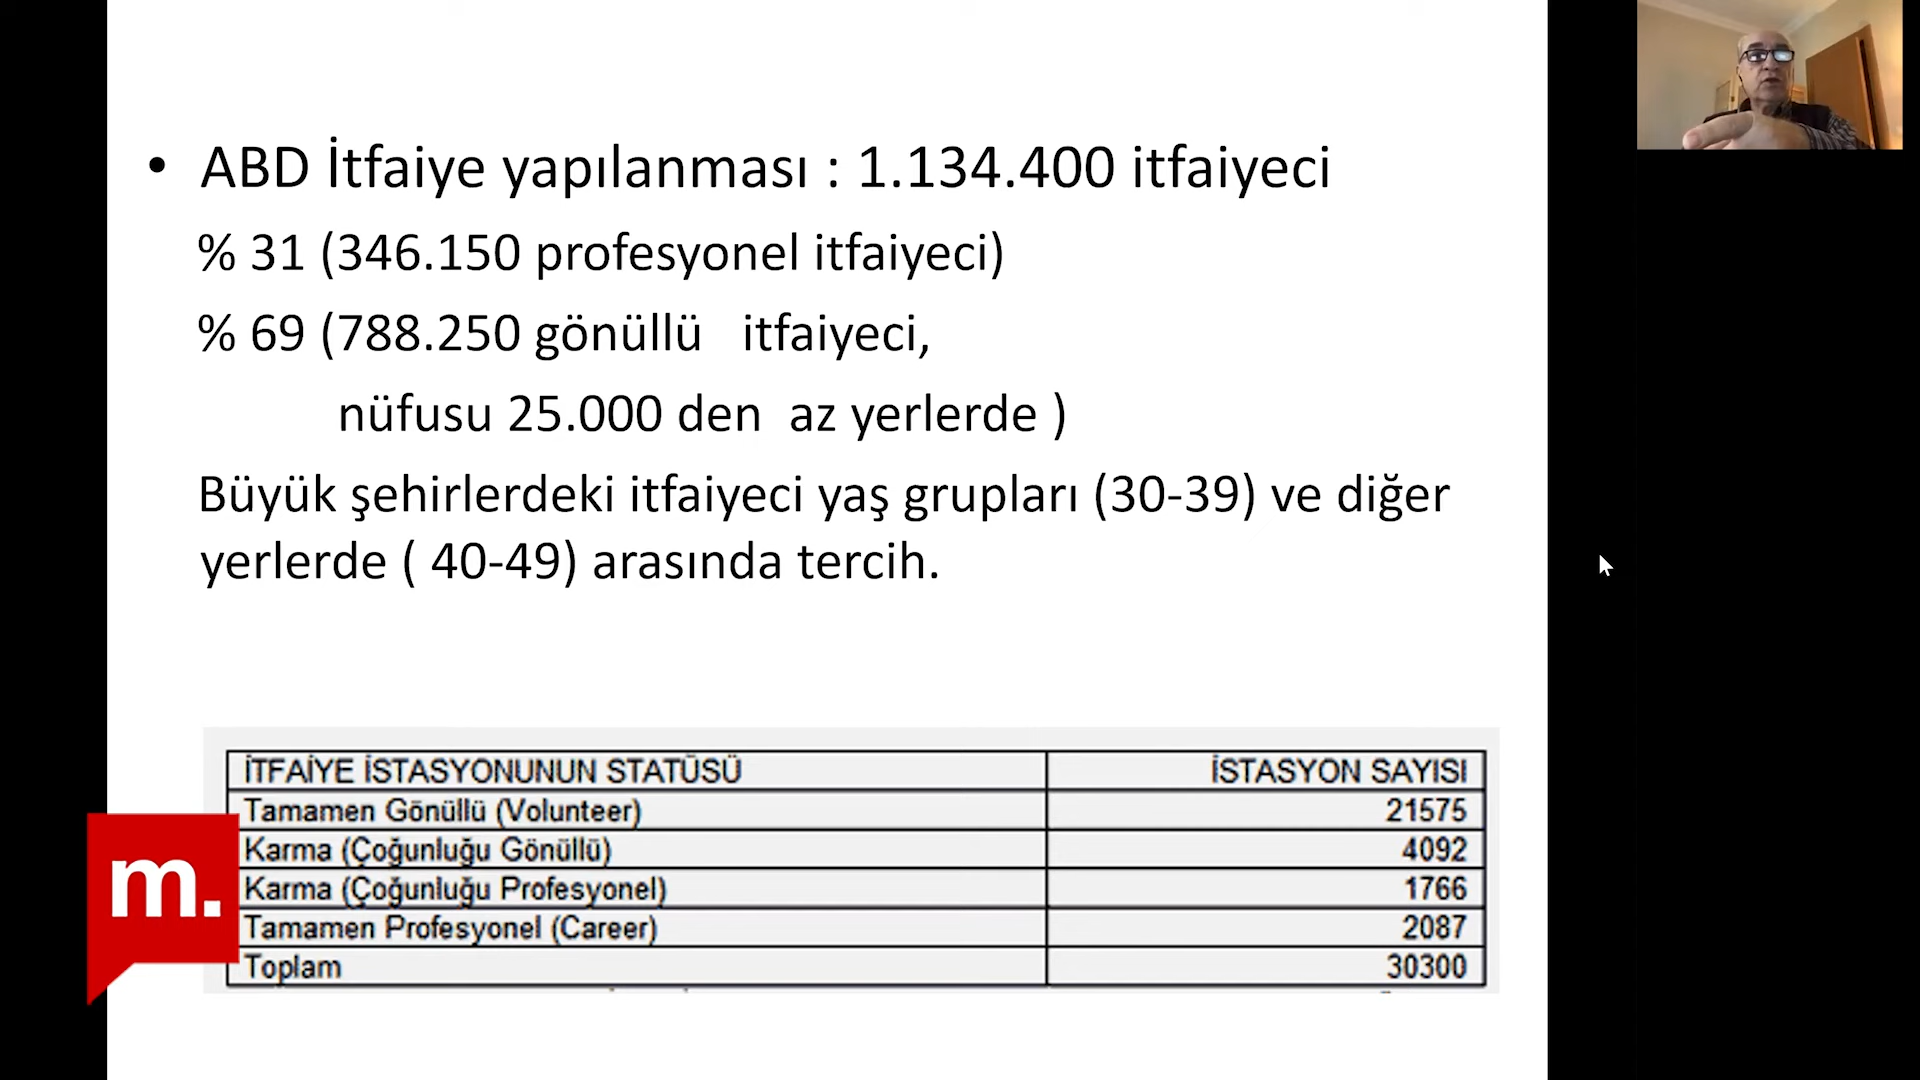 • ABD İtfaiye yapılanması : 1.134.400 itfaiyeci
% 31 (346.150 profesyonel itfaiyeci)
% 69 (788.250 gönüllü itfaiyeci,
nüfusu 25.000 den az yerlerde )
Büyük şehirlerdeki itfaiyeci yaş grupları (30-39) ve diğer
yerlerde ( 40-49) arasında tercih.
İTFAİYE İSTASYONUNUN STATÜSÜ İSTASYON SAYISI
Tamamen Gönüllü (Volunteer) 21575
Karma (Çoğunluğu Gönüllü) 4092
Karma (Çoğunluğu Profesyonel) 1766
Tamamen Profesyonel (Career) 2087
Toplam 30300
m.